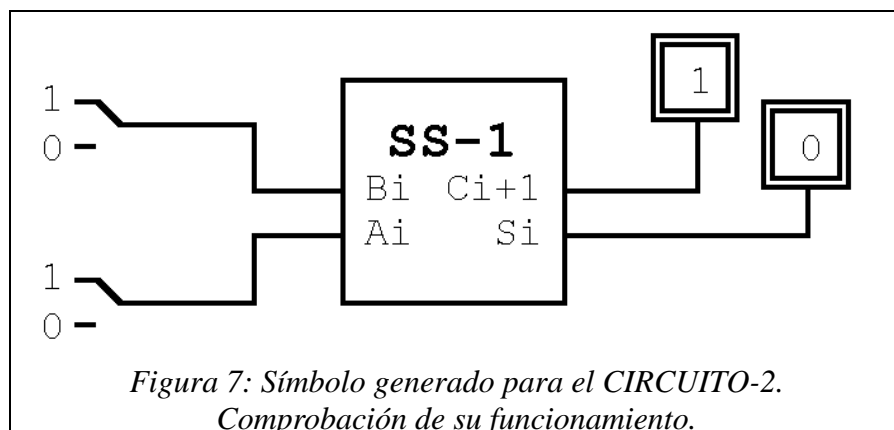 1
0
1
0
SS-1
Bi Ci+1
Ai Si
1
0
Figura 7: Símbolo generado para el CIRCUITO-2.
Comprobación de su funcionamiento.